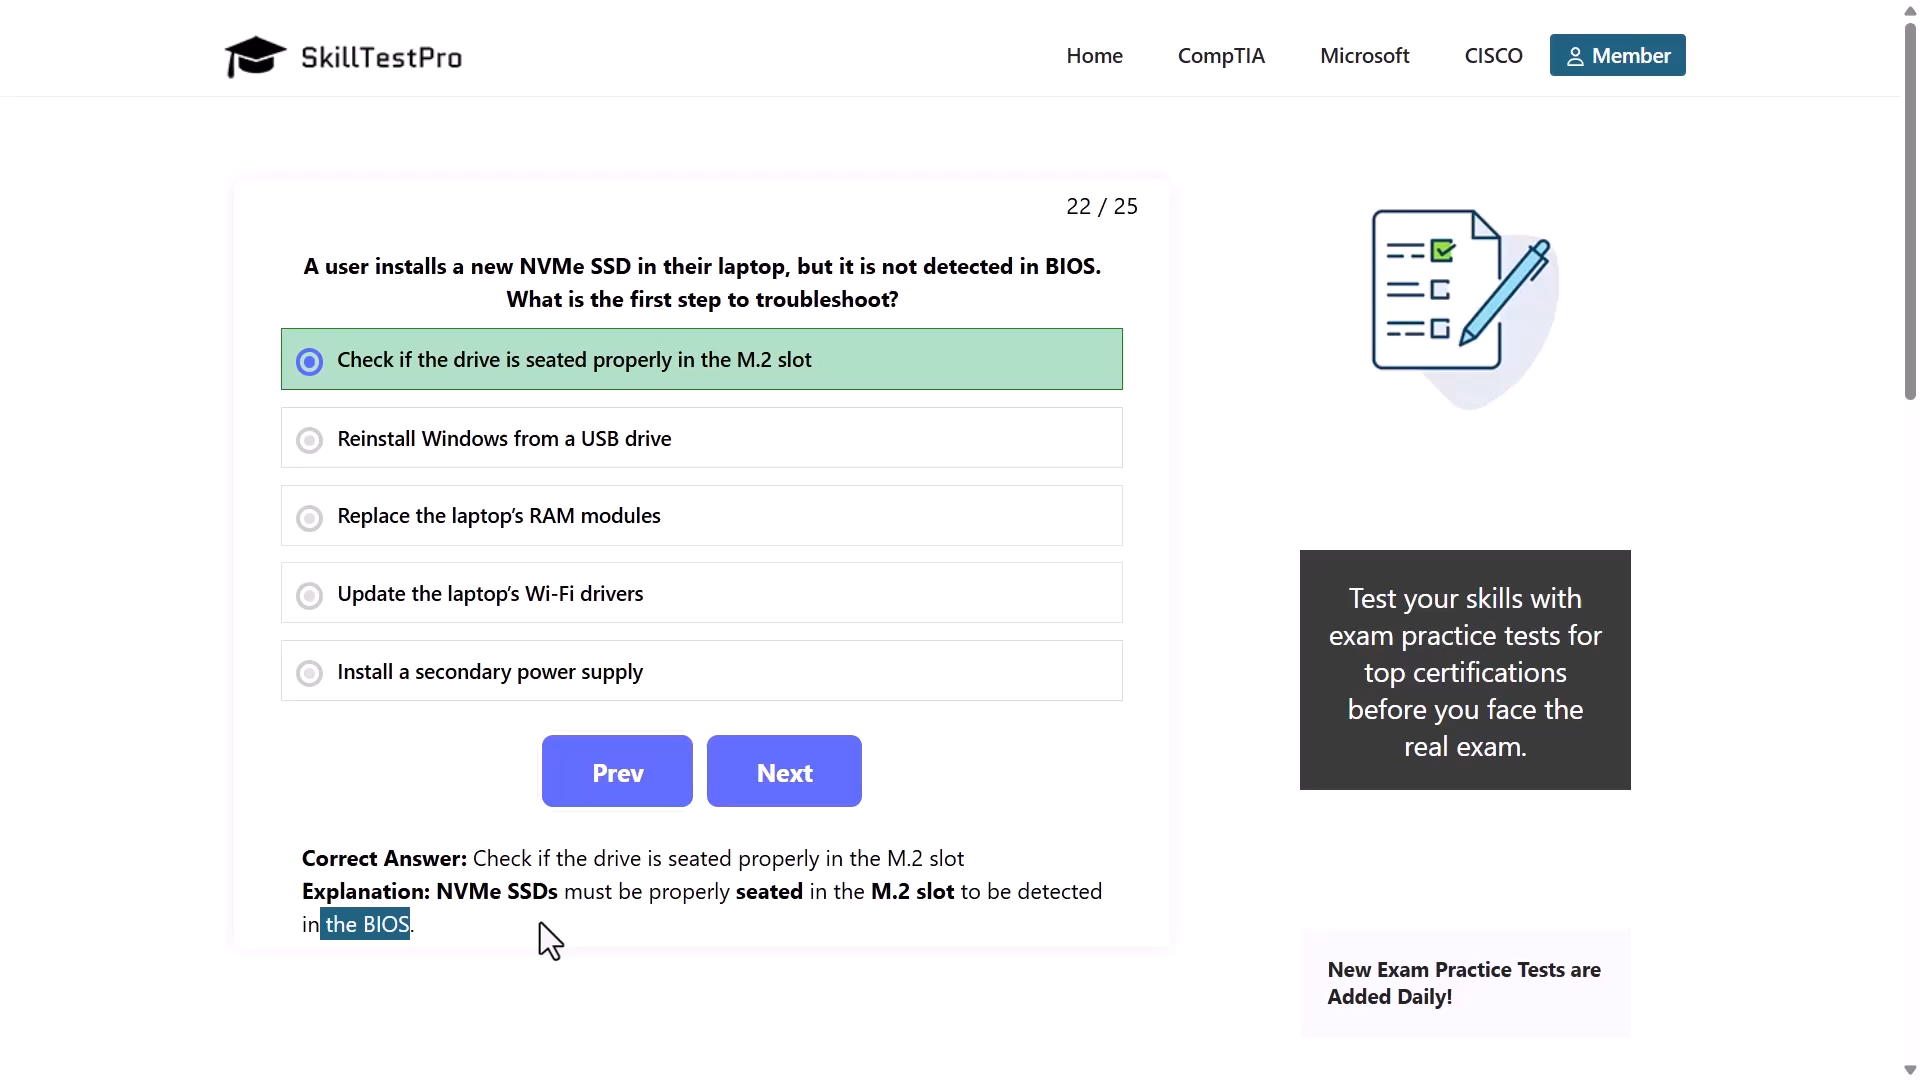 SkillTestPro
Home
CompTIA
Microsoft
CISCO
Member
22 / 25
A user installs a new NVMe SSD in their laptop, but it is not detected in BIOS.
What is the first step to troubleshoot?
Check if the drive is seated properly in the M.2 slot
Reinstall Windows from a USB drive
Replace the laptop’s RAM modules
Update the laptop’s Wi-Fi drivers
Install a secondary power supply
Prev
Next
Correct Answer: Check if the drive is seated properly in the M.2 slot
Explanation: NVMe SSDs must be properly seated in the M.2 slot to be detected
in the BIOS.
Test your skills with
exam practice tests for
top certifications
before you face the
real exam.
New Exam Practice Tests are
Added Daily!